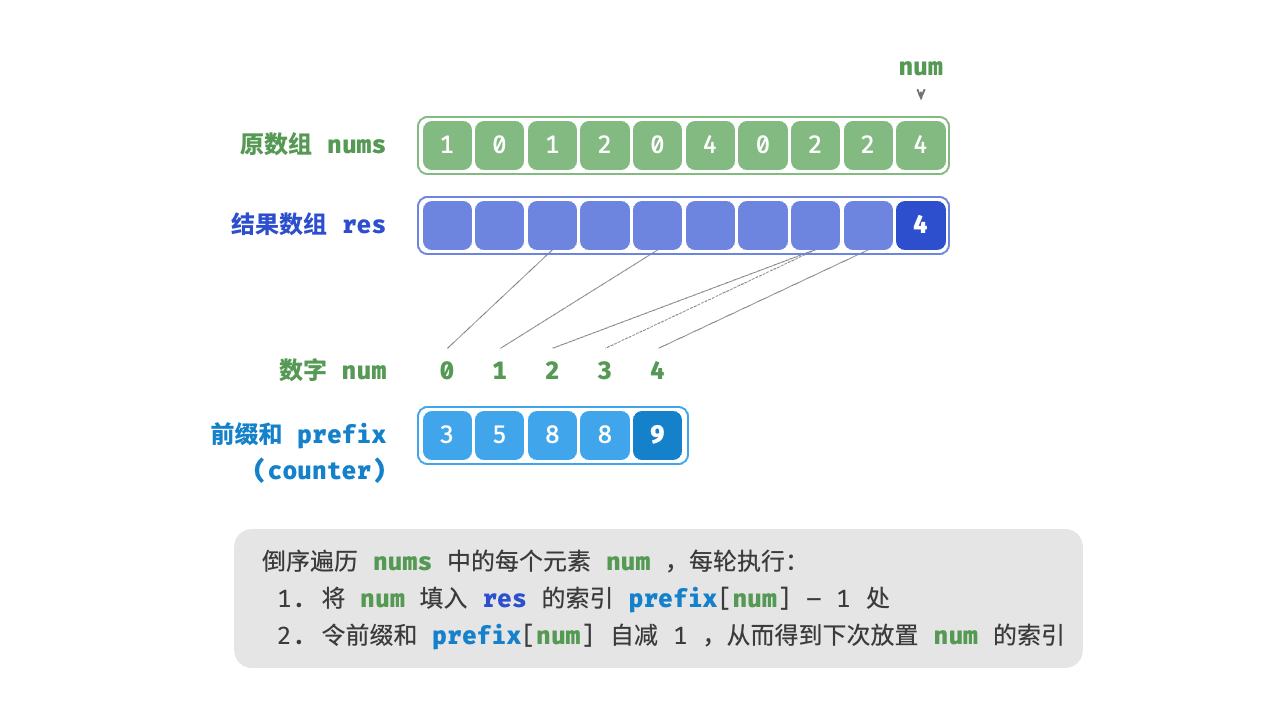 num
原数组 nums 1 0 1 2 0 4 0 2 2 4
结果数组 res 4
数字 num 0 1 2 3 4
前缀和 prefix 3 5 8 8 9
(counter)
倒序遍历 nums 中的每个元素 num ，每轮执行：
1. 将 num 填入 res 的索引 prefix[num] – 1 处
2. 令前缀和 prefix[num] 自减 1 ，从而得到下次放置 num 的索引